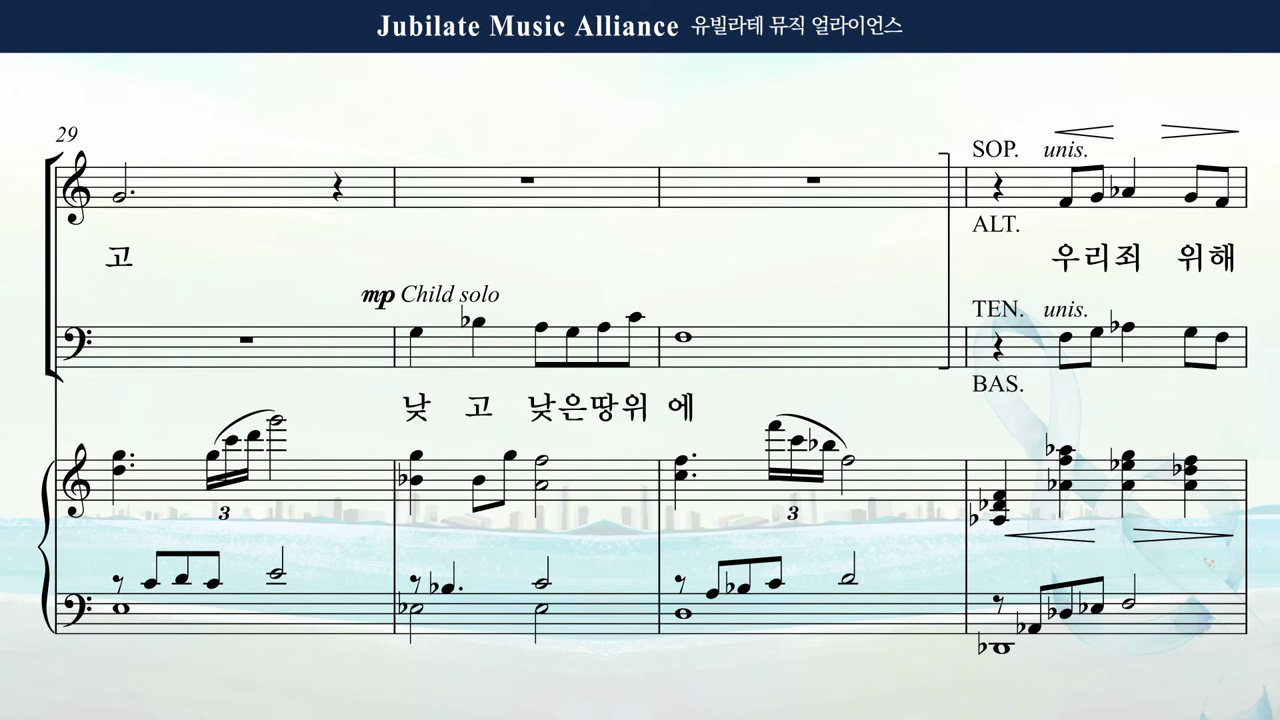 Jubilate Music Alliance 유빌라테 뮤직 얼라이언스
29
SOP. unis.
ALT.
고 우리죄 위해
mp Child solo
TEN. unis.
BAS.
낮 고 낮은땅위 에
3 3